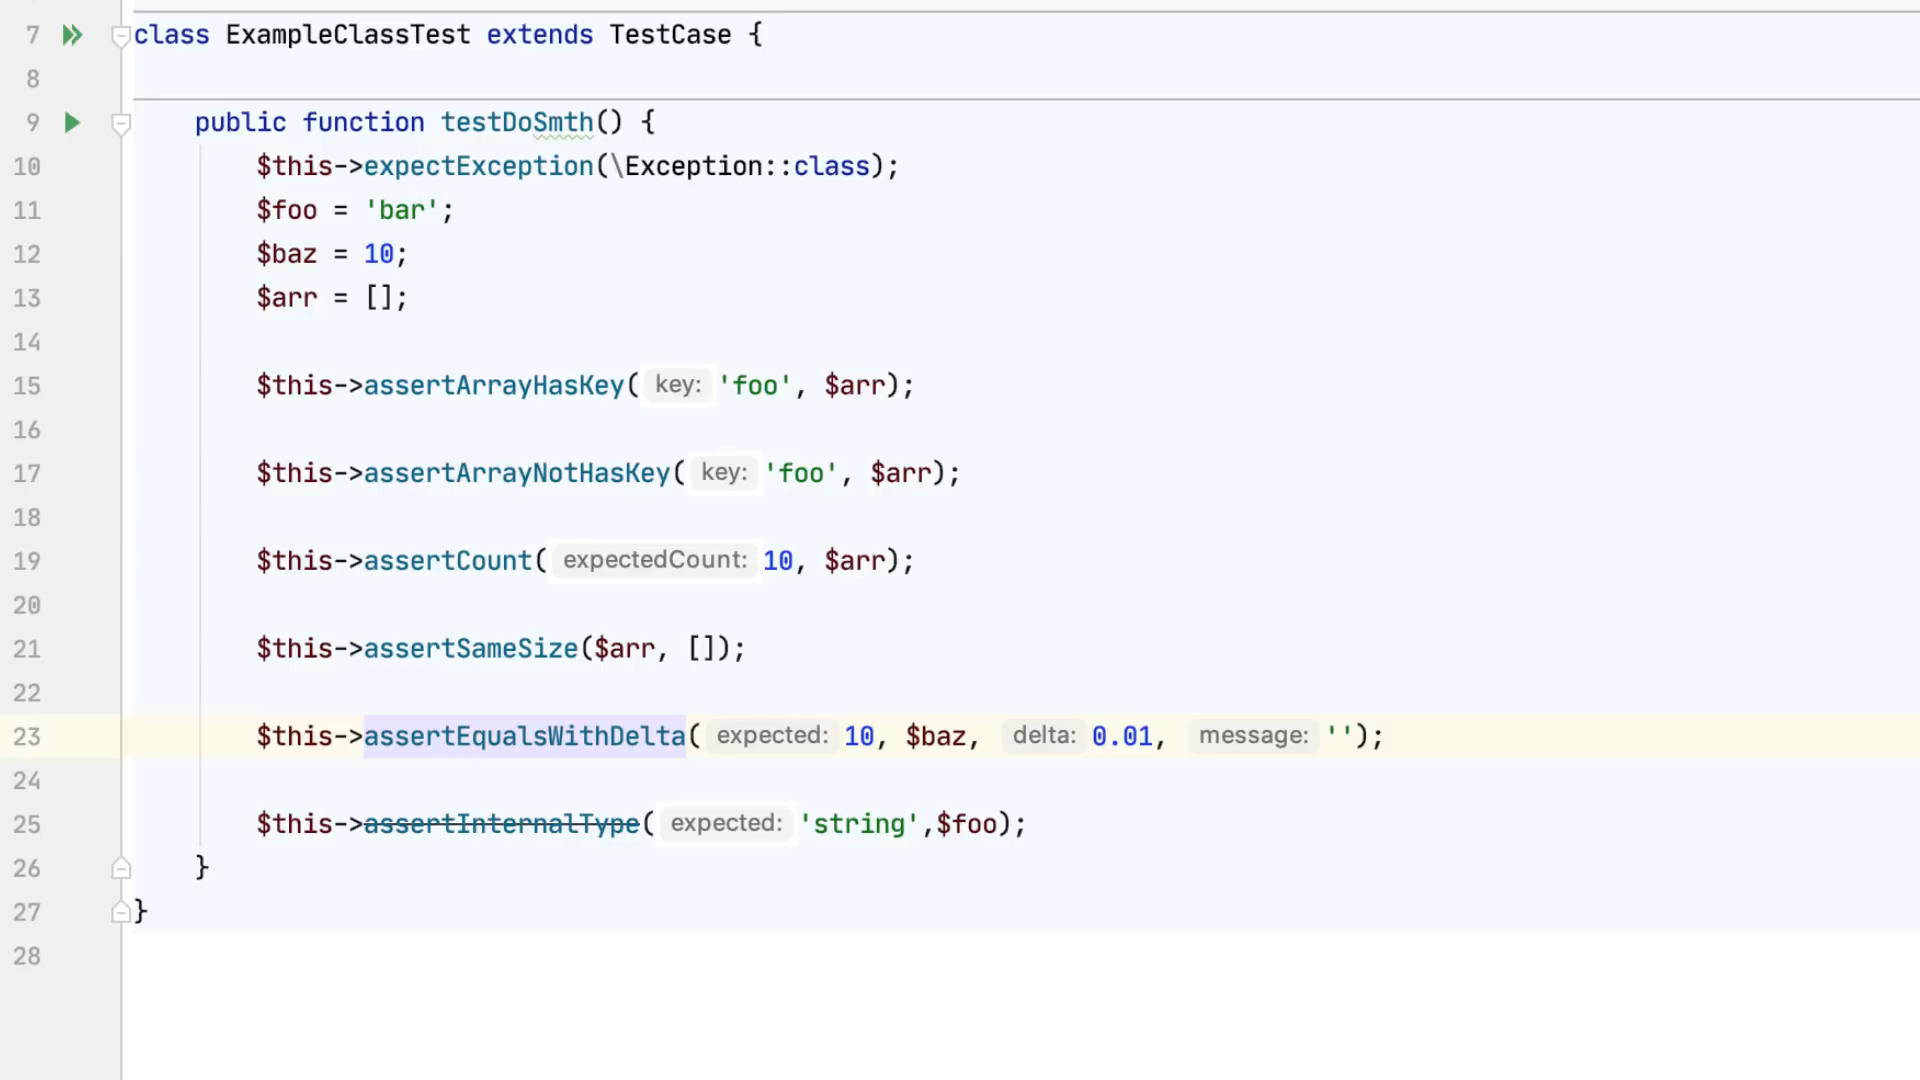 7 class ExampleClassTest extends TestCase {
8
9 public function testDoSmth() {
10 $this->expectException(\Exception::class);
11 $foo = 'bar';
12 $baz = 10;
13 $arr = [];
14
15 $this->assertArrayHasKey( key: 'foo', $arr);
16
17 $this->assertArrayNotHasKey( key: 'foo', $arr);
18
19 $this->assertCount( expectedCount: 10, $arr);
20
21 $this->assertSameSize($arr, []);
22
23 $this->assertEqualsWithDelta( expected: 10, $baz, delta: 0.01, message: '');
24
25 $this->assertInternalType( expected: 'string',$foo);
26 }
27 }
28